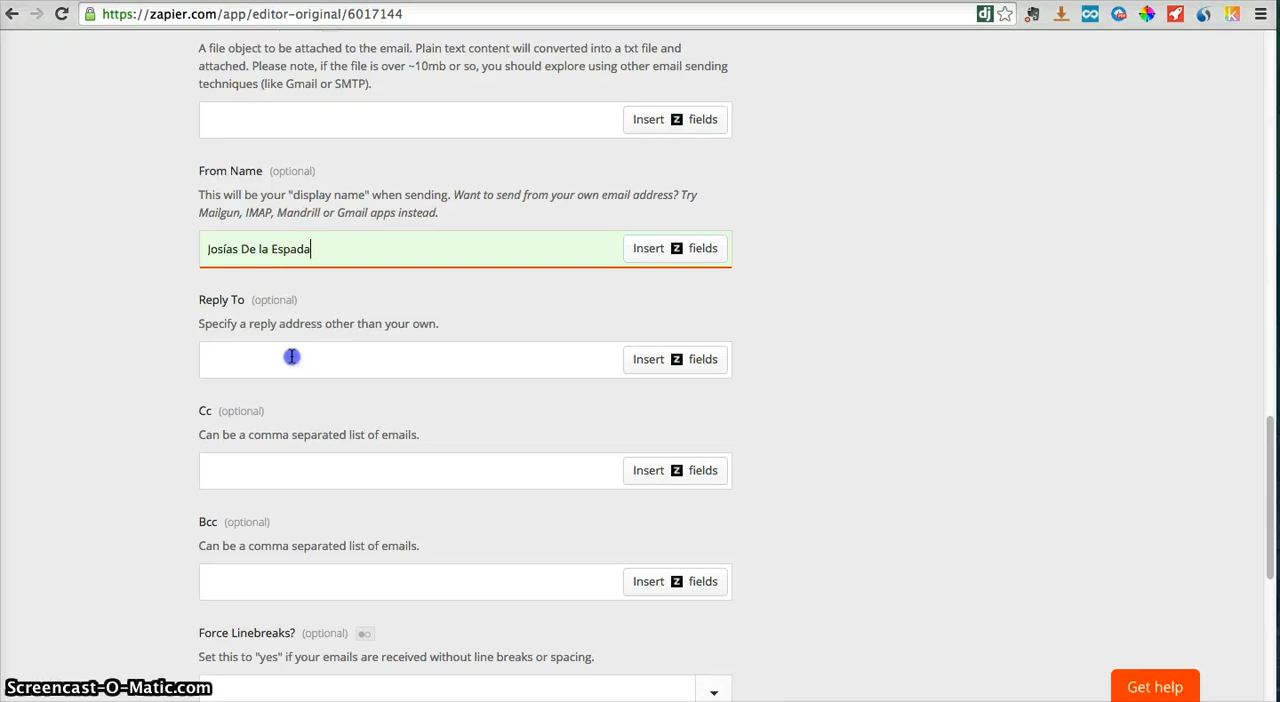 https://zapier.com/app/editor-original/6017144
A file object to be attached to the email. Plain text content will converted into a txt file and
attached. Please note, if the file is over ~10mb or so, you should explore using other email sending
techniques (like Gmail or SMTP).
Insert Z fields
From Name (optional)
This will be your "display name" when sending. Want to send from your own email address? Try
Mailgun, IMAP, Mandrill or Gmail apps instead.
Josías De la Espada
Insert Z fields
Reply To (optional)
Specify a reply address other than your own.
Insert Z fields
Cc (optional)
Can be a comma separated list of emails.
Insert Z fields
Bcc (optional)
Can be a comma separated list of emails.
Insert Z fields
Force Linebreaks? (optional)
Set this to "yes" if your emails are received without line breaks or spacing.
Get help
Screencast-O-Matic.com